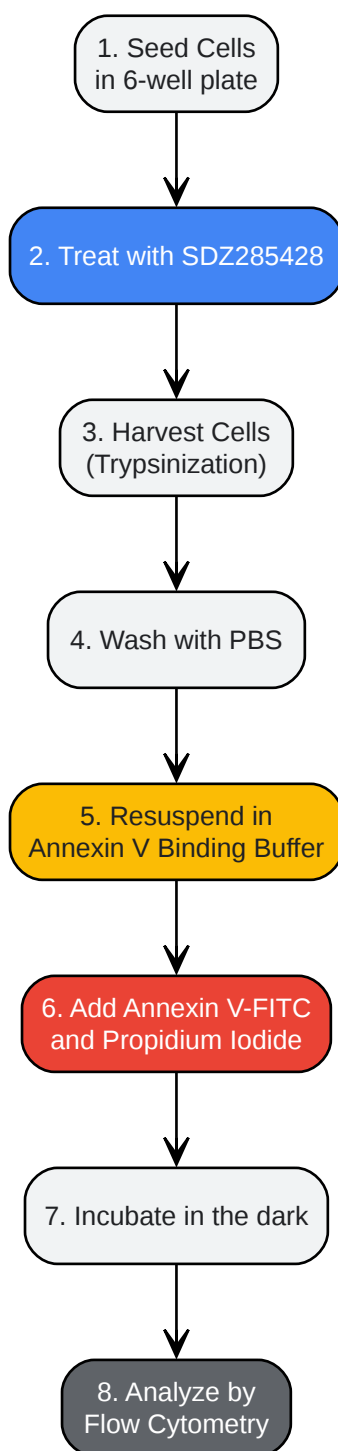 1. Seed Cells
in 6-well plate
2. Treat with SDZ285428
3. Harvest Cells
(Trypsinization)
4. Wash with PBS
5. Resuspend in
Annexin V Binding Buffer
6. Add Annexin V-FITC
and Propidium Iodide
7. Incubate in the dark
8. Analyze by
Flow Cytometry